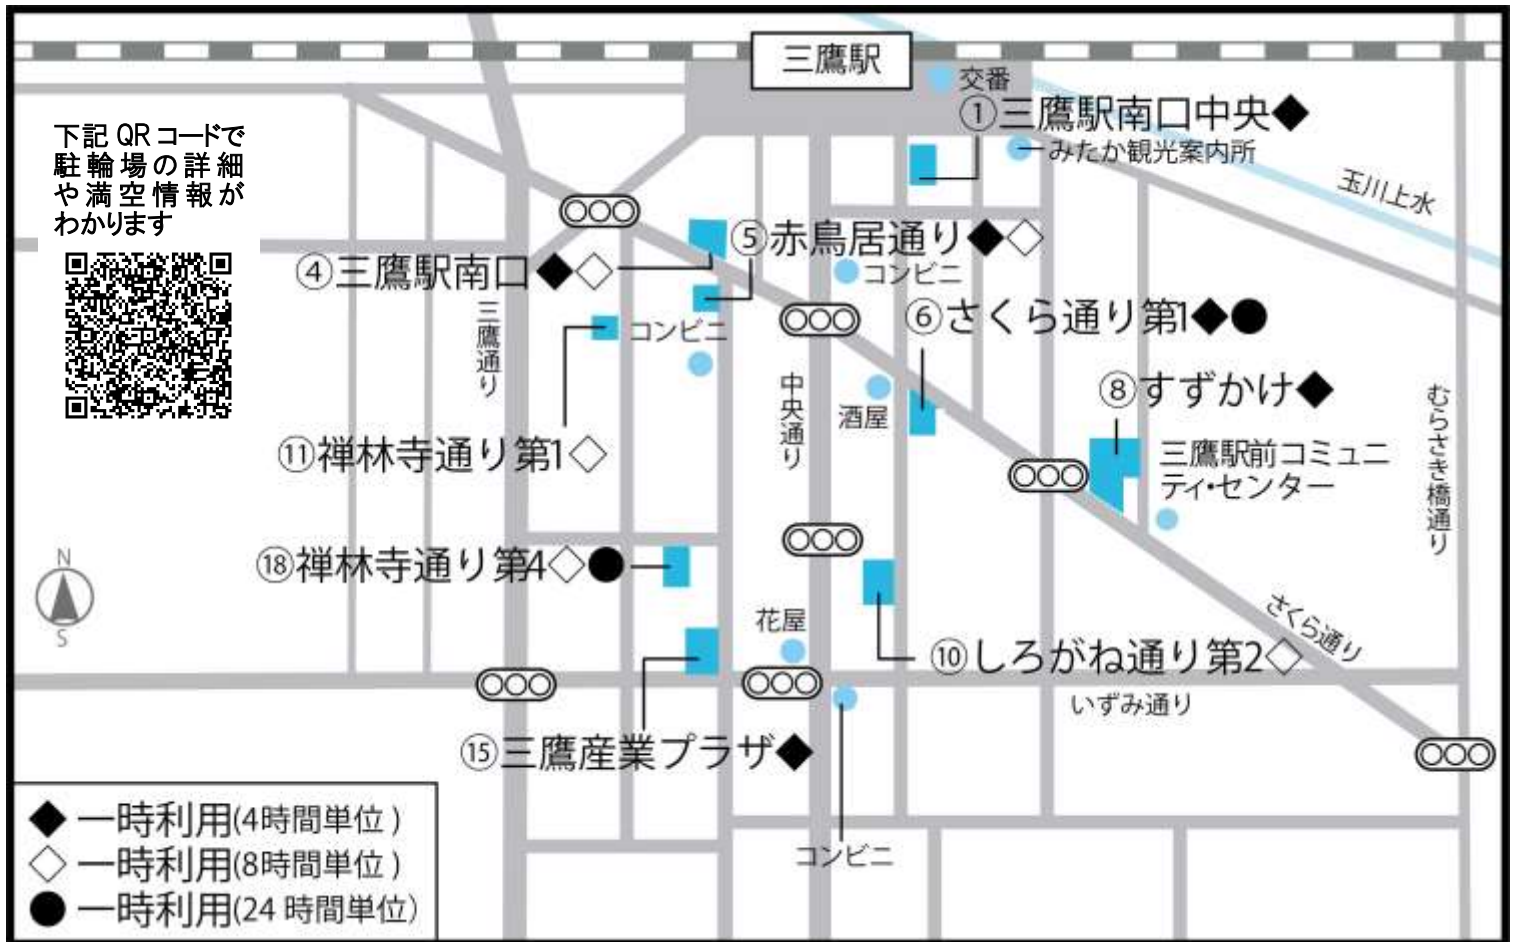 三鷹駅
交番
①三鷹駅南口中央◆
みたか観光案内所
下記 QR コードで
駐輪場の詳細
や満空情報が
わかります
玉川上水
⑤赤鳥居通り◆◇
④三鷹駅南口◆◇
コンビニ
三鷹通り
コンビニ
⑥さくら通り第1◆●
中央通り
酒屋
⑧すずかけ◆
むらさき橋通り
⑪禅林寺通り第1◇
三鷹駅前コミュニ
ティ・センター
⑱禅林寺通り第4◇●
N
S
花屋
さくら通り
⑩しろがね通り第2◇
いずみ通り
⑮三鷹産業プラザ◆
コンビニ
◆一時利用(4時間単位)
◇一時利用(8時間単位)
●一時利用(24時間単位)